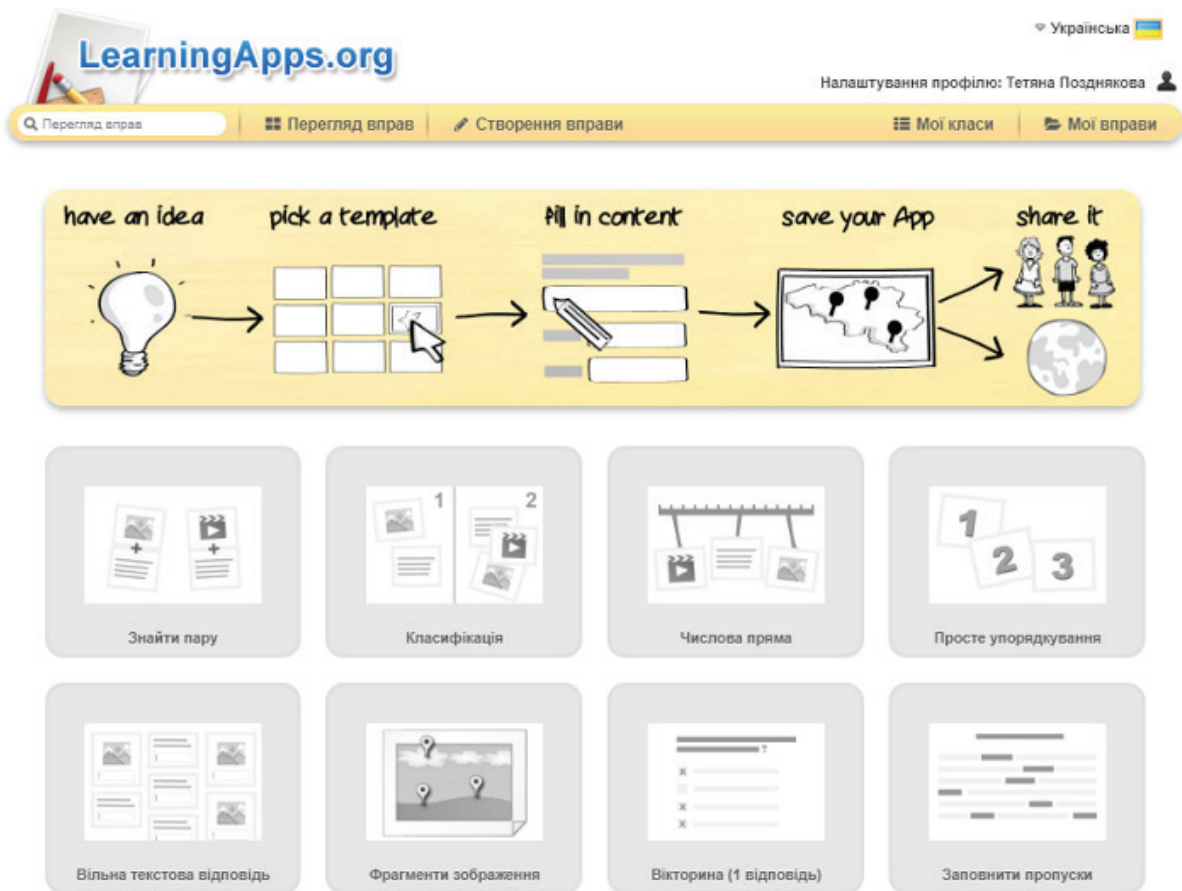 Українська
LearningApps.org
Налаштування профілю: Тетяна Позднякова
Перегляд вправ
Перегляд вправ
Створення вправи
Мої класи
Мої вправи
have an idea
pick a template
fill in content
save your App
share it
1
2
1
2
3
Знайти пару
Класифікація
Числова пряма
Просте упорядкування
?
Вільна текстова відповідь
Фрагменти зображення
Вікторина (1 відповідь)
Заповнити пропуски